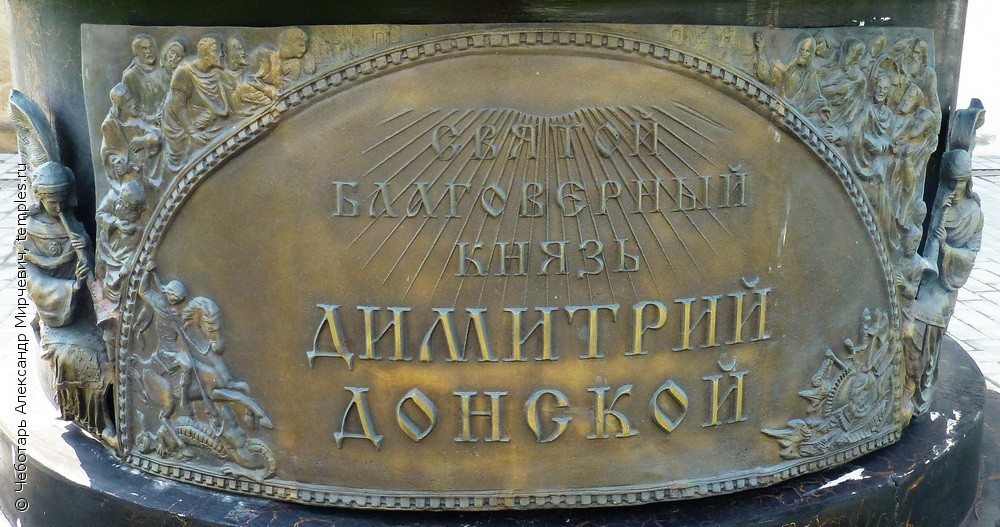 СВЯТОЙ
БЛАГОВЕРНЫЙ
КНЯЗЬ
ДИМИТРИЙ
ДОНСКОЙ
© Чеботарь Александр Мирчевич, temples.ru